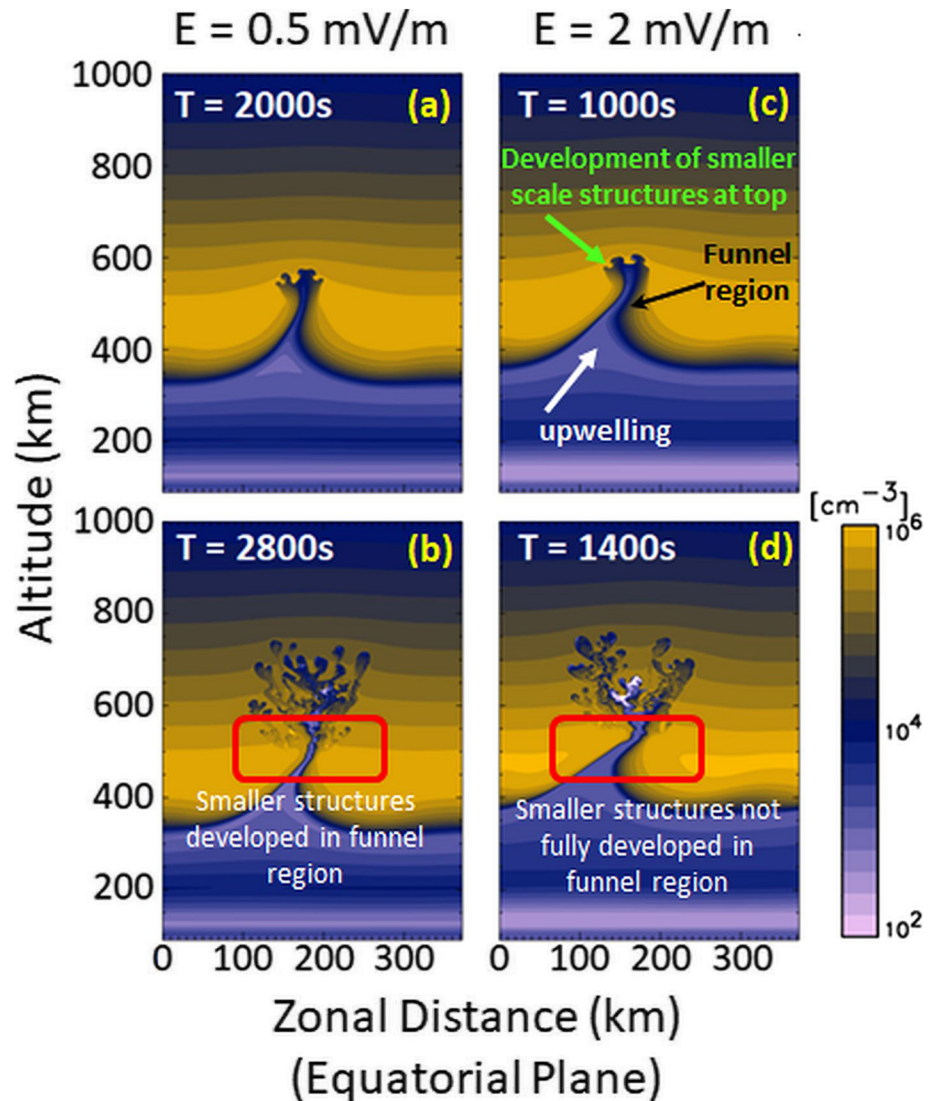 E = 0.5 mV/m
E = 2 mV/m
1000
800
600
400
200
T = 2000s
(a)
T = 1000s
(c)
Development of smaller
scale structures at top
Funnel
region
upwelling
Altitude (km)
1000
800
600
400
200
T = 2800s
(b)
Smaller structures
developed in funnel
region
T = 1400s
(d)
Smaller structures not
fully developed in
funnel region
[cm⁻³]
10⁶
10⁴
10²
0 100 200 300
0 100 200 300
Zonal Distance (km)
(Equatorial Plane)